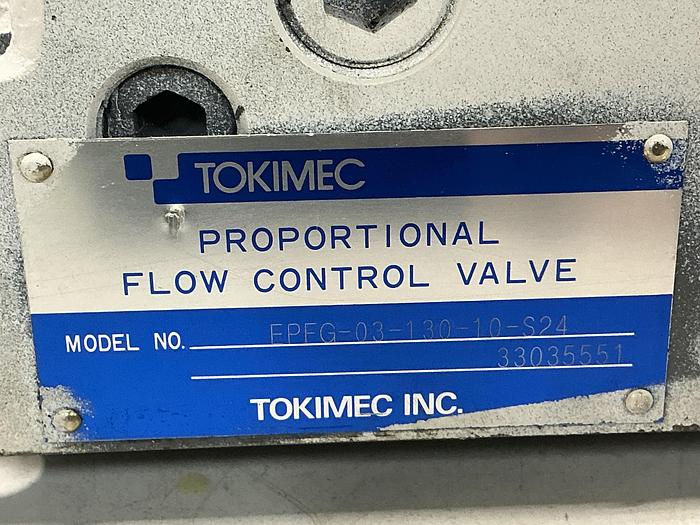 TOKIMEC
PROPORTIONAL
FLOW CONTROL VALVE
MODEL NO. EPFG-03-130-10-S24
33035551
TOKIMEC INC.